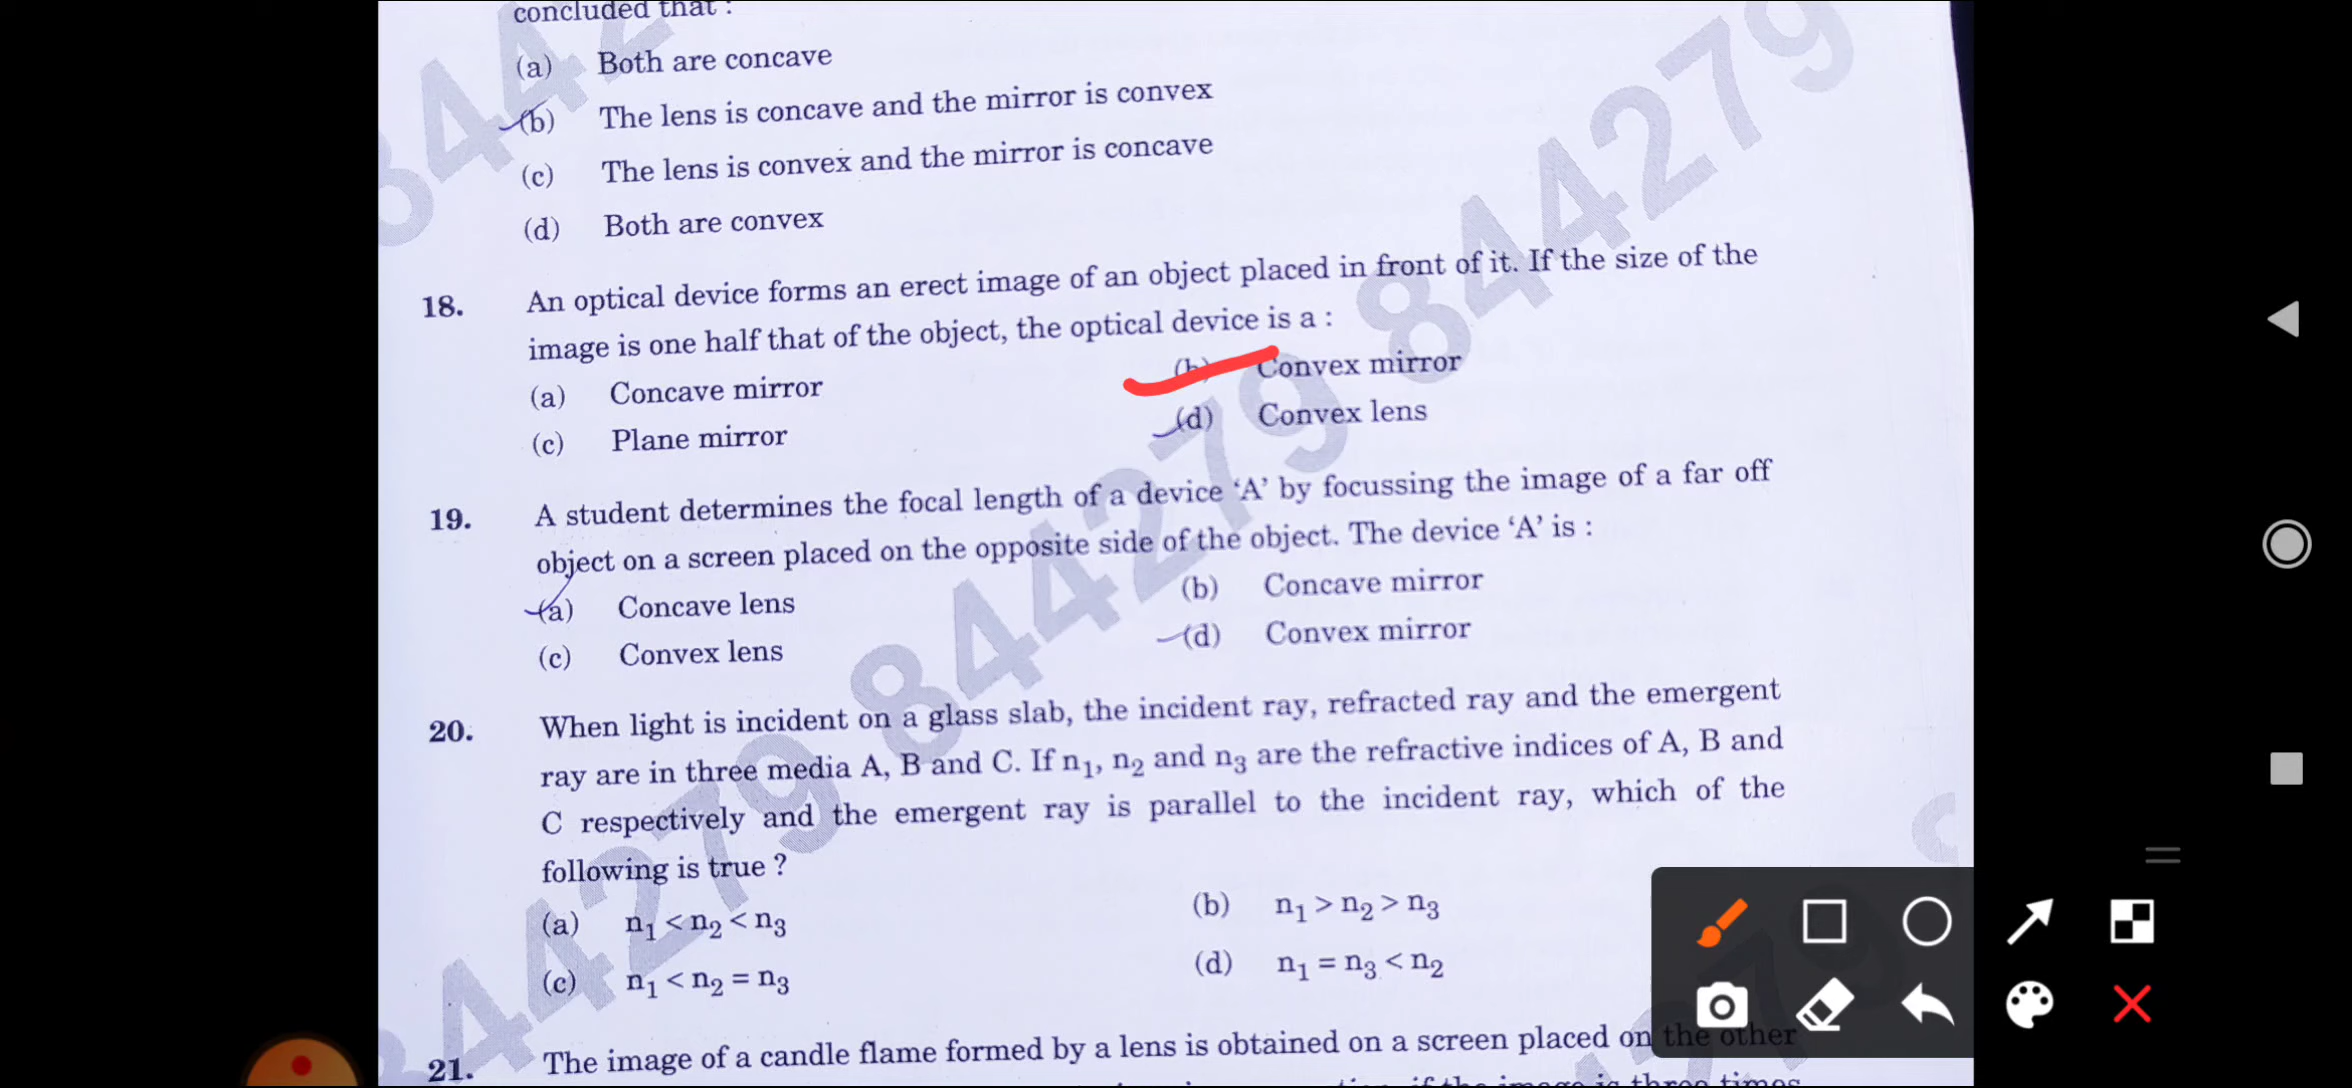 concluded that :
(a) Both are concave
(b) The lens is concave and the mirror is convex
(c) The lens is convex and the mirror is concave
(d) Both are convex
18. An optical device forms an erect image of an object placed in front of it. If the size of the
image is one half that of the object, the optical device is a :
(a) Concave mirror (b) Convex mirror
(c) Plane mirror (d) Convex lens
19. A student determines the focal length of a device ‘A’ by focussing the image of a far off
object on a screen placed on the opposite side of the object. The device ‘A’ is :
(a) Concave lens (b) Concave mirror
(c) Convex lens (d) Convex mirror
20. When light is incident on a glass slab, the incident ray, refracted ray and the emergent
ray are in three media A, B and C. If n₁, n₂ and n₃ are the refractive indices of A, B and
C respectively and the emergent ray is parallel to the incident ray, which of the
following is true ?
(a) n₁ < n₂ < n₃ (b) n₁ > n₂ > n₃
(c) n₁ < n₂ = n₃ (d) n₁ = n₃ < n₂
21. The image of a candle flame formed by a lens is obtained on a screen placed on the other
if the image is three times
844279 844279 844279